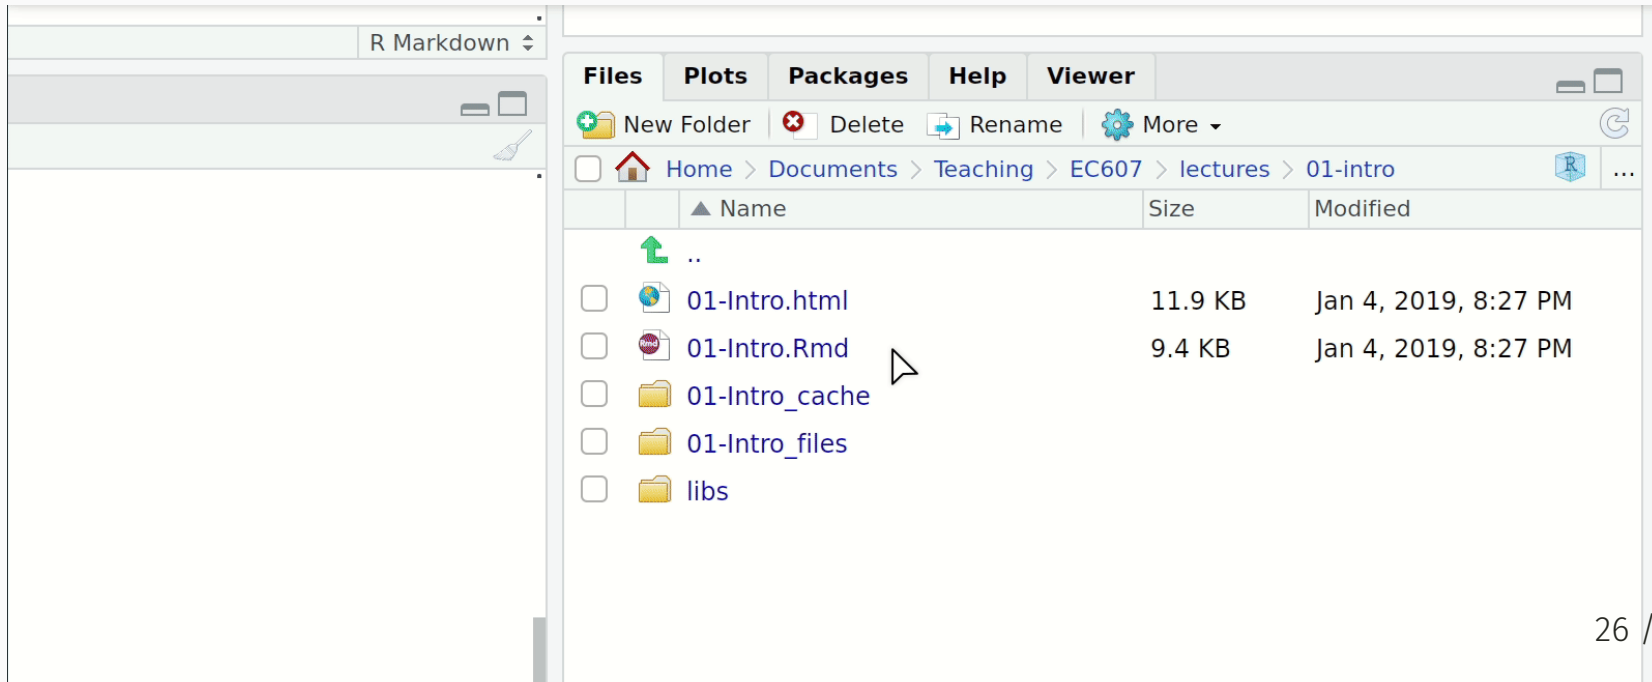 R Markdown
Files Plots Packages Help Viewer
New Folder Delete Rename More
Home > Documents > Teaching > EC607 > lectures > 01-intro R ...
Name Size Modified
..
01-Intro.html 11.9 KB Jan 4, 2019, 8:27 PM
Rmd 01-Intro.Rmd 9.4 KB Jan 4, 2019, 8:27 PM
01-Intro_cache
01-Intro_files
libs
26 /